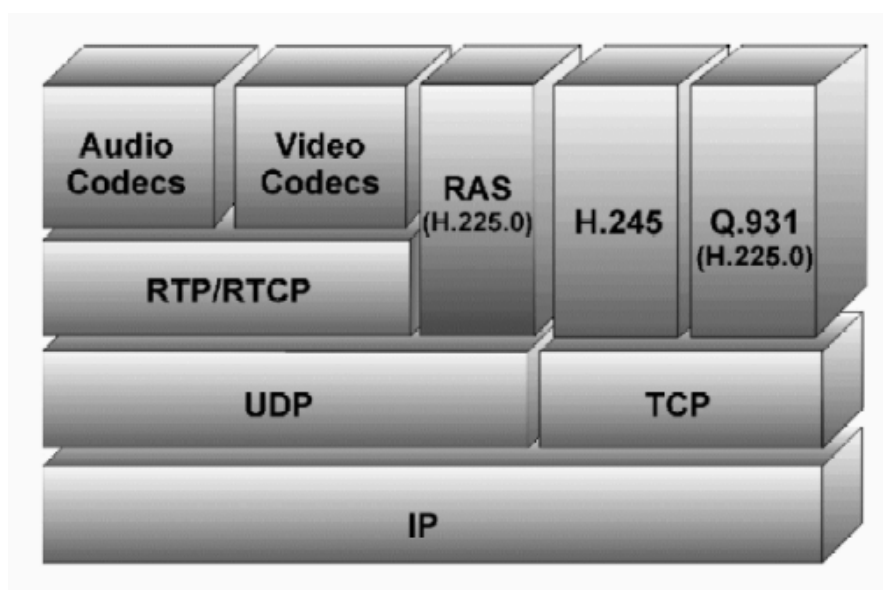 Audio
Codecs
Video
Codecs
RAS
(H.225.0)
H.245
Q.931
(H.225.0)
RTP/RTCP
UDP
TCP
IP